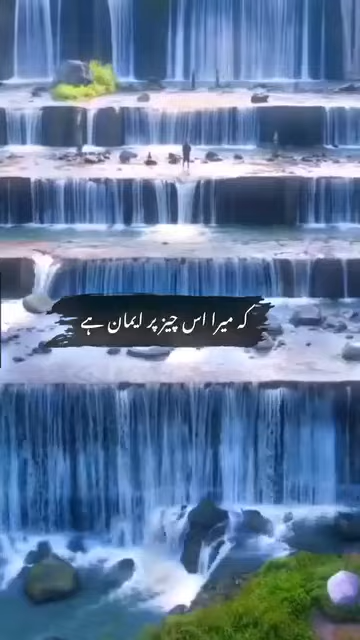 کہ میرا اس چیز پر ایمان ہے